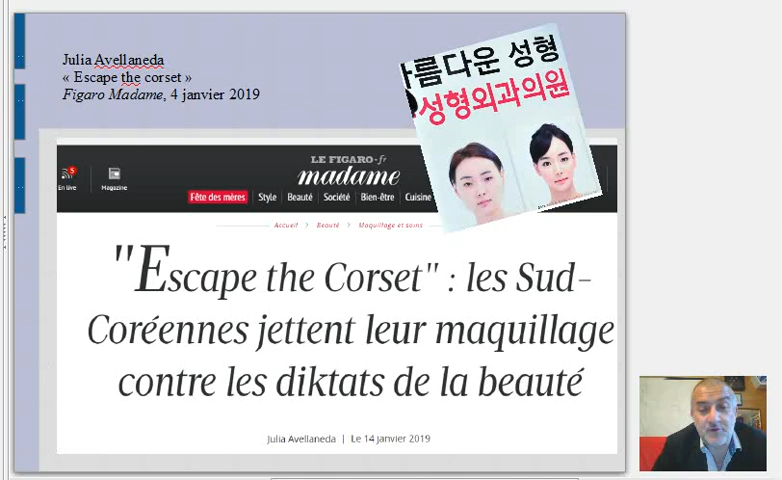 Julia Avellaneda
« Escape the corset »
Figaro Madame, 4 janvier 2019
아름다운 성형
성형외과의원
LE FIGARO·fr
madame
5
En live
Magazine
Fête des mères Style Beauté Société Bien-être Cuisine
Accueil > Beauté > Maquillage et soins
"Escape the Corset" : les Sud-
Coréennes jettent leur maquillage
contre les diktats de la beauté
Julia Avellaneda | Le 14 janvier 2019